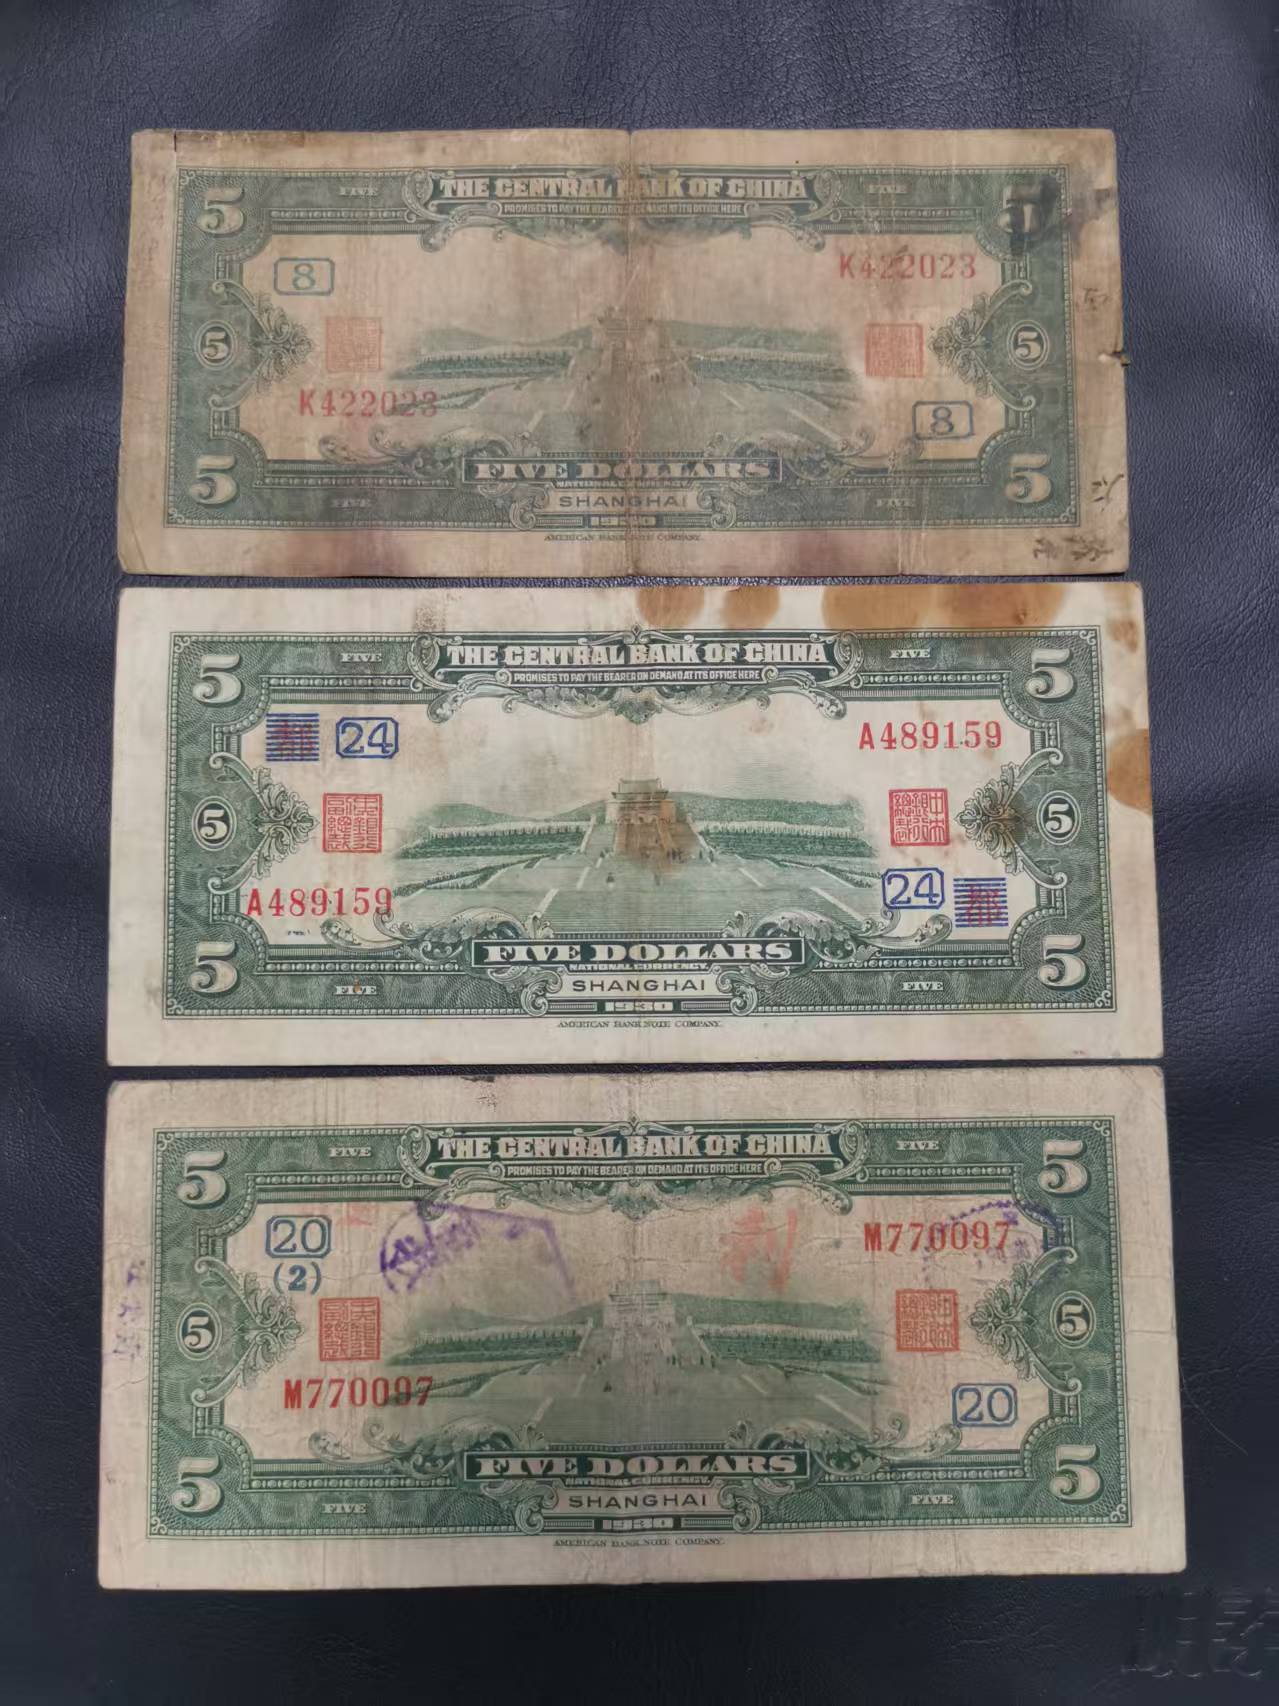 THE CENTRAL BANK OF CHINA
PROMISES TO PAY THE BEARER ON DEMAND AT ITS OFFICE HERE
5 FIVE FIVE
8 K422023
5 5
K422023 8
5 FIVE DOLLARS 5
NATIONAL CURRENCY
FIVE SHANGHAI FIVE
1930
AMERICAN BANK NOTE COMPANY.
THE CENTRAL BANK OF CHINA
PROMISES TO PAY THE BEARER ON DEMAND AT ITS OFFICE HERE
5 FIVE FIVE 5
都 24 A489159
5 5
A489159 24 都
5 FIVE DOLLARS 5
NATIONAL CURRENCY.
FIVE SHANGHAI FIVE
1930
AMERICAN BANK NOTE COMPANY.
THE CENTRAL BANK OF CHINA
PROMISES TO PAY THE BEARER ON DEMAND AT ITS OFFICE HERE
5 FIVE FIVE 5
20 利 M770097
(2)
5 5
M770097 20
5 FIVE DOLLARS 5
NATIONAL CURRENCY.
FIVE SHANGHAI FIVE
1930
AMERICAN BANK NOTE COMPANY.